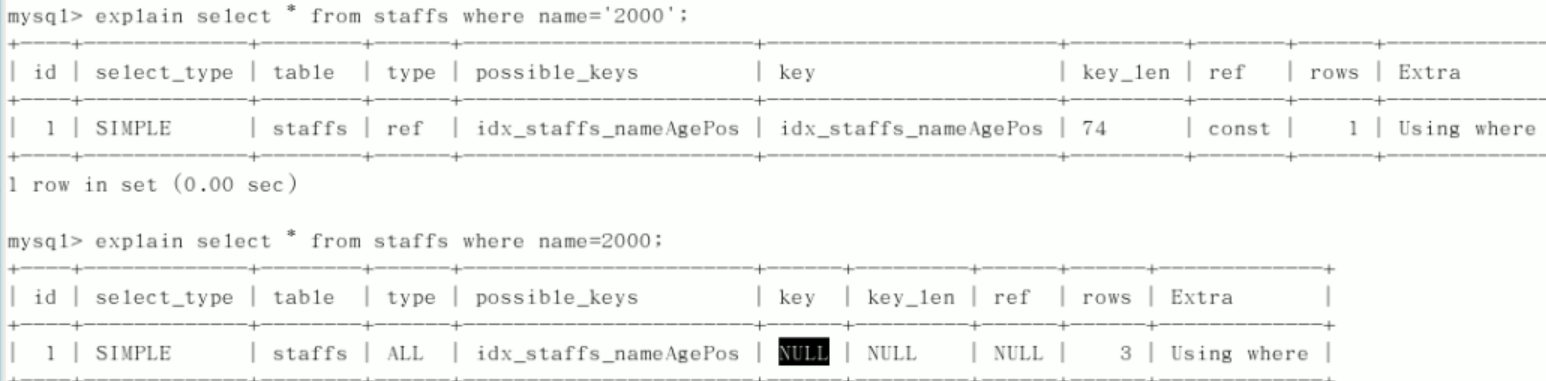 mysql> explain select * from staffs where name='2000';
+----+-------------+--------+------+-----------------------+-----------------------+---------+-------+------+-------------
| id | select_type | table | type | possible_keys | key | key_len | ref | rows | Extra
+----+-------------+--------+------+-----------------------+-----------------------+---------+-------+------+-------------
| 1 | SIMPLE | staffs | ref | idx_staffs_nameAgePos | idx_staffs_nameAgePos | 74 | const | 1 | Using where
+----+-------------+--------+------+-----------------------+-----------------------+---------+-------+------+-------------
1 row in set (0.00 sec)
mysql> explain select * from staffs where name=2000;
+----+-------------+--------+------+-----------------------+------+---------+------+------+-------------+
| id | select_type | table | type | possible_keys | key | key_len | ref | rows | Extra |
+----+-------------+--------+------+-----------------------+------+---------+------+------+-------------+
| 1 | SIMPLE | staffs | ALL | idx_staffs_nameAgePos | NULL | NULL | NULL | 3 | Using where |
+----+-------------+--------+------+-----------------------+------+---------+------+------+-------------+